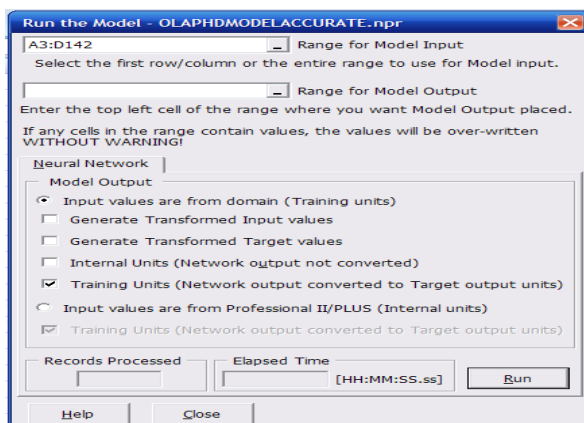 Run the Model - OLAPHDMODELACCURATE.npr
A3:D142 Range for Model Input
Select the first row/column or the entire range to use for Model input.
Range for Model Output
Enter the top left cell of the range where you want Model Output placed.
If any cells in the range contain values, the values will be over-written
WITHOUT WARNING!
Neural Network
Model Output
Input values are from domain (Training units)
Generate Transformed Input values
Generate Transformed Target values
Internal Units (Network output not converted)
Training Units (Network output converted to Target output units)
Input values are from Professional II/PLUS (Internal units)
Training Units (Network output converted to Target output units)
Records Processed Elapsed Time
[HH:MM:SS.ss] Run
Help Close